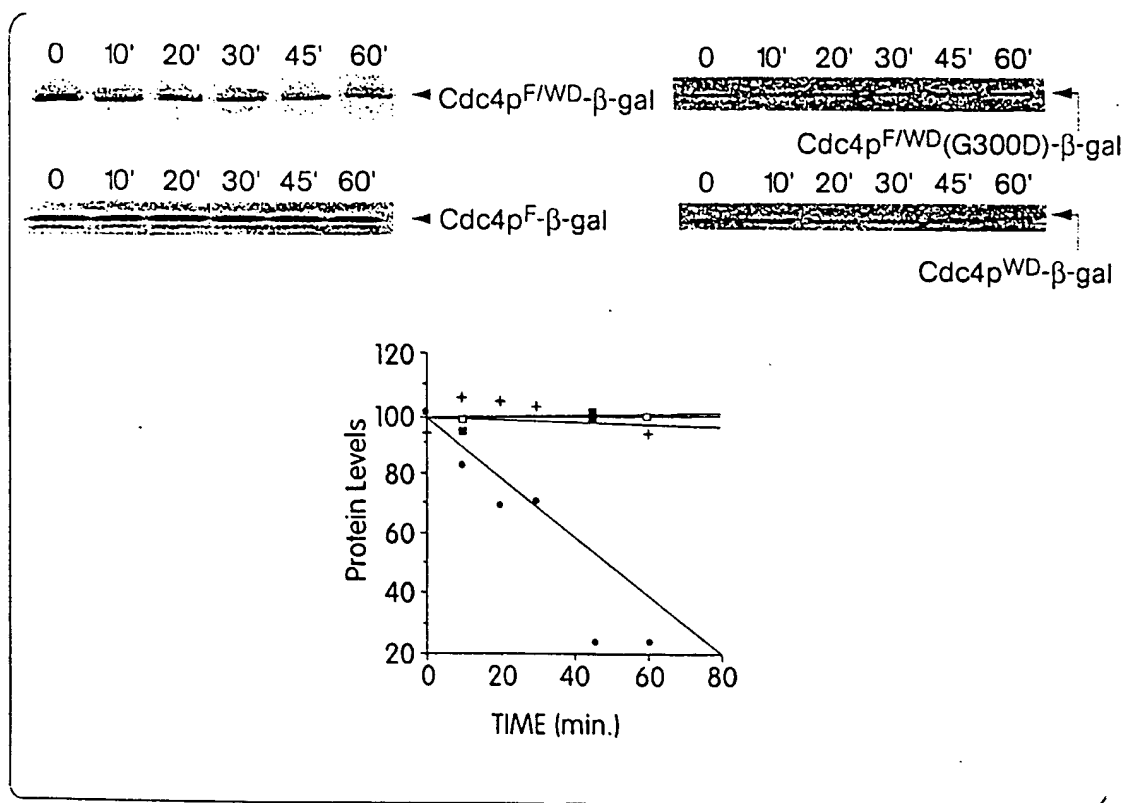 0 10' 20' 30' 45' 60'
Cdc4pF/WD-β-gal
0 10' 20' 30' 45' 60'
Cdc4pF/WD(G300D)-β-gal
0 10' 20' 30' 45' 60'
Cdc4pF-β-gal
0 10' 20' 30' 45' 60'
Cdc4pWD-β-gal
120
100
80
60
40
20
Protein Levels
0 20 40 60 80
TIME (min.)